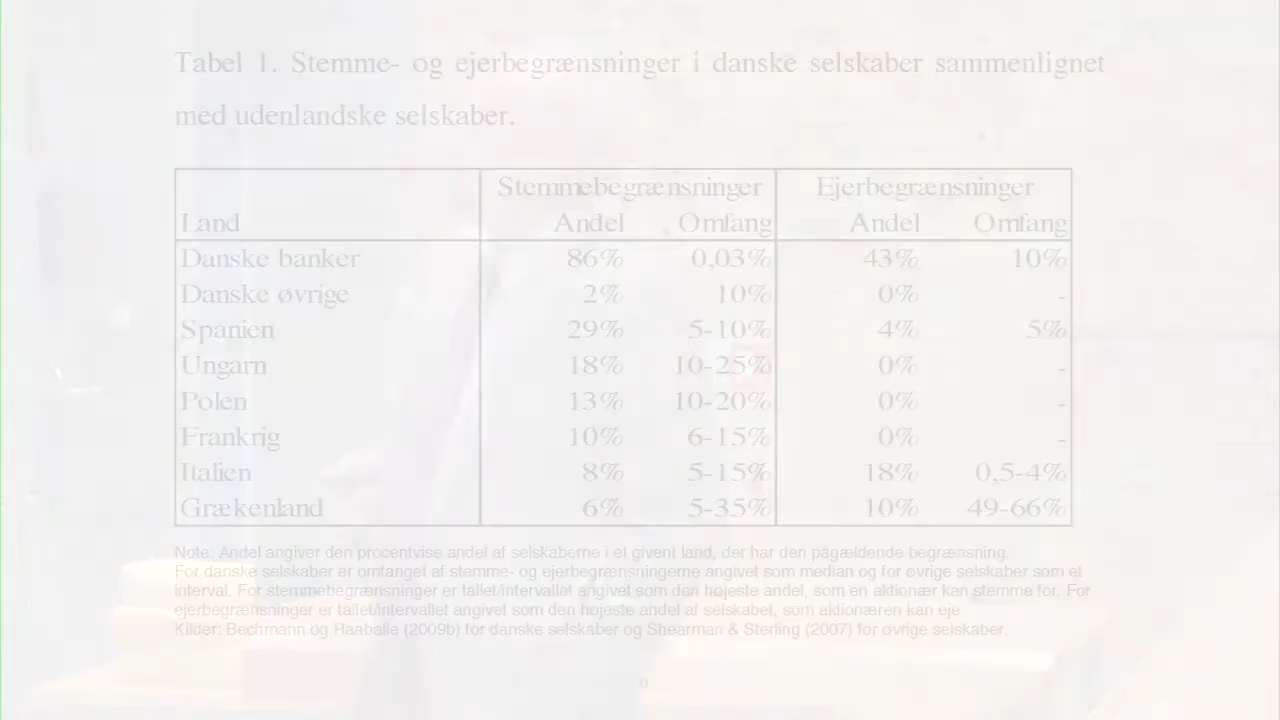 Tabel 1. Stemme- og ejerbegrænsninger i danske selskaber sammenlignet
med udenlandske selskaber.
Stemmebegrænsninger Ejerbegrænsninger
Land Andel Omfang Andel Omfang
Danske banker 86% 0,03% 43% 10%
Danske øvrige 2% 10% 0% -
Spanien 29% 5-10% 4% 5%
Ungarn 18% 10-25% 0% -
Polen 13% 10-20% 0% -
Frankrig 10% 6-15% 0% -
Italien 8% 5-15% 18% 0,5-4%
Grækenland 6% 5-35% 10% 49-66%
Note: Andel angiver den procentvise andel af selskaberne i et givent land, der har den pågældende begrænsning.
For danske selskaber er omfanget af stemme- og ejerbegrænsningerne angivet som median og for øvrige selskaber som et
interval. For stemmebegrænsninger er tallet/intervallet angivet som den højeste andel, som en aktionær kan stemme for. For
ejerbegrænsninger er tallet/intervallet angivet som den højeste andel af selskabet, som aktionæren kan eje
Kilder: Bechmann og Raaballe (2009b) for danske selskaber og Shearman & Sterling (2007) for øvrige selskaber.